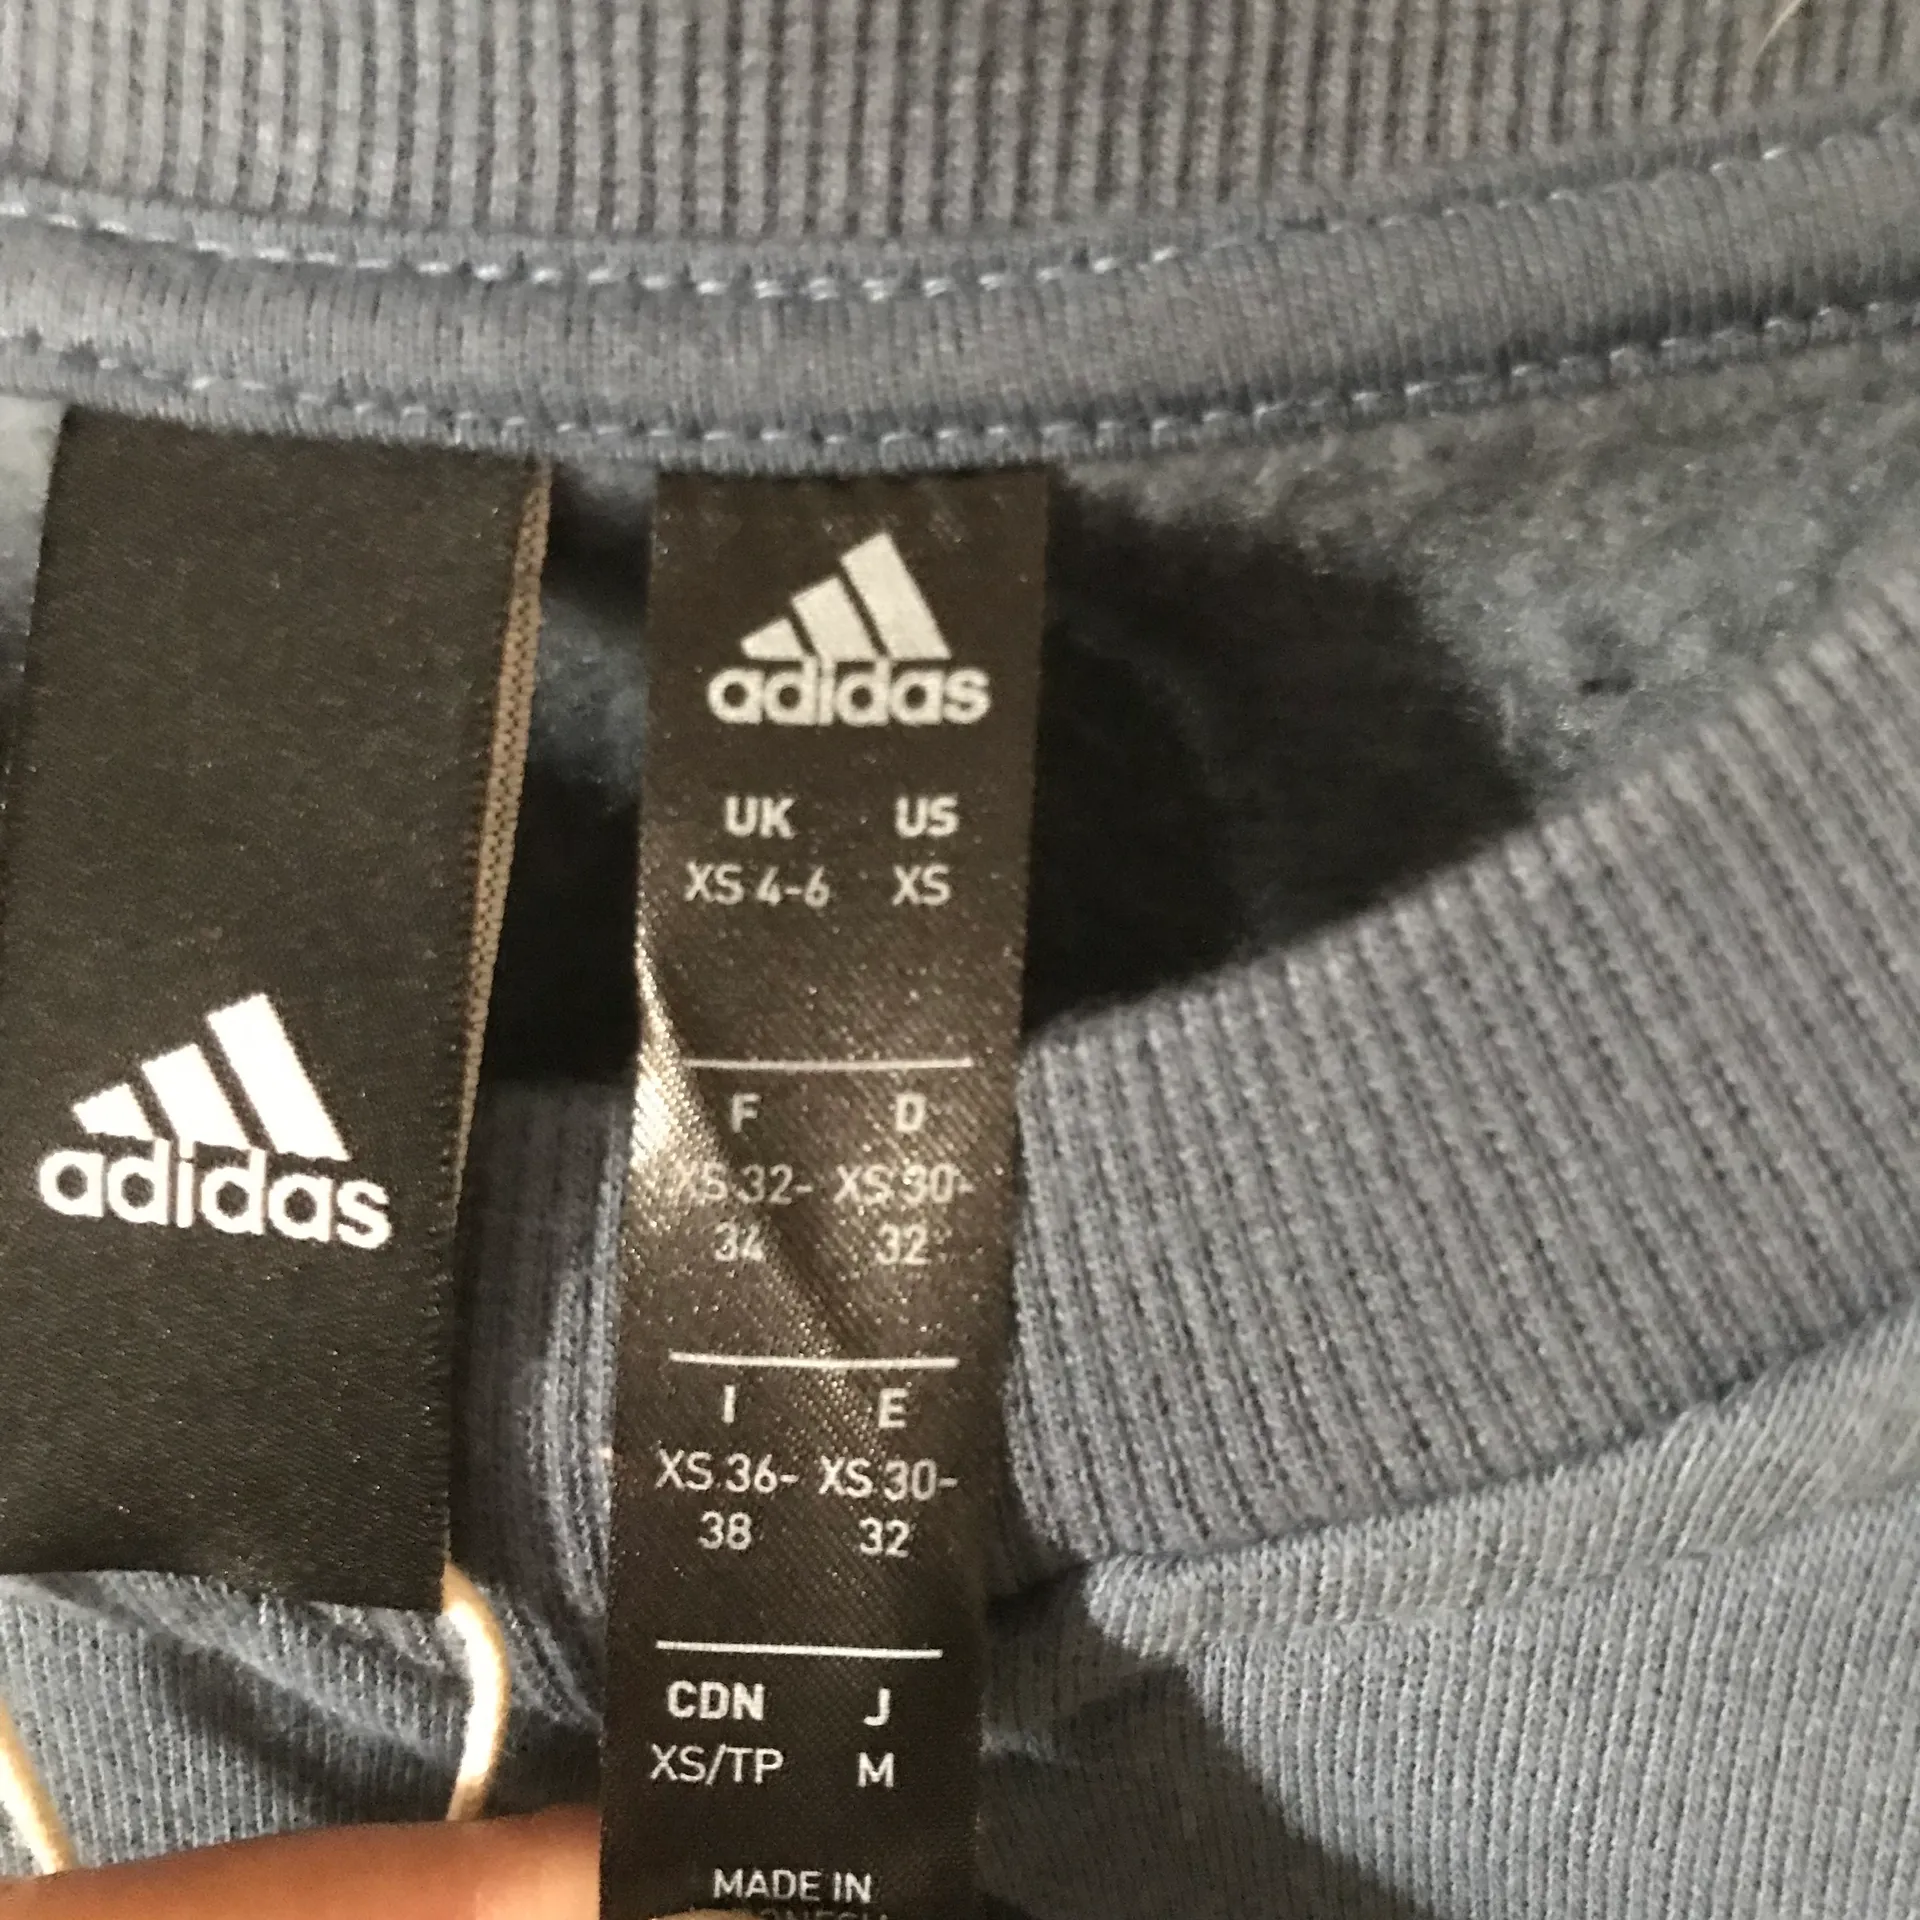 adidas
adidas
UK US
XS 4-6 XS
F D
XS 32- XS 30-
34 32
I E
XS 36- XS 30-
38 32
CDN J
XS/TP M
MADE IN